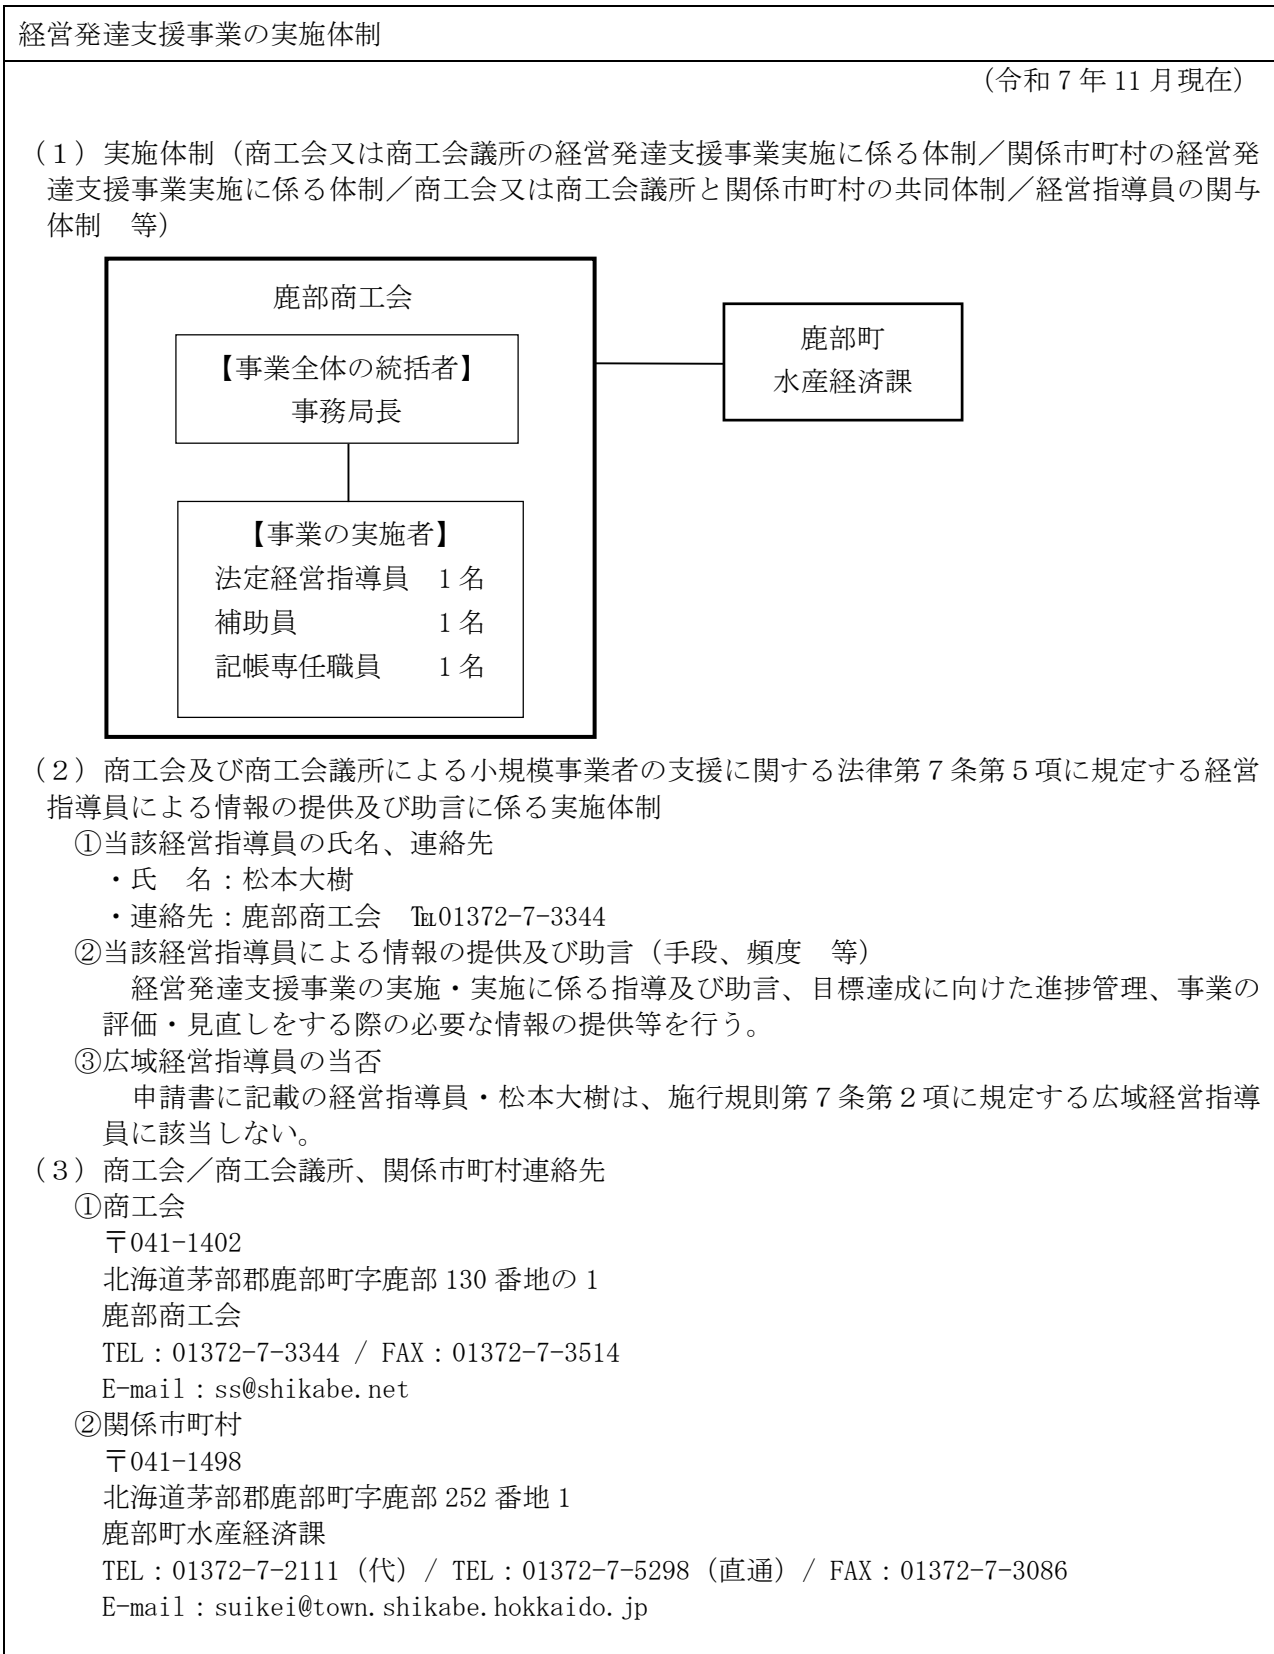 経営発達支援事業の実施体制
(令和７年 11 月現在)
（１）実施体制（商工会又は商工会議所の経営発達支援事業実施に係る体制／関係市町村の経営発
達支援事業実施に係る体制／商工会又は商工会議所と関係市町村の共同体制／経営指導員の関与
体制　等）
鹿部商工会
【事業全体の統括者】
事務局長
鹿部町
水産経済課
【事業の実施者】
法定経営指導員　１名
補助員　１名
記帳専任職員　１名
（２）商工会及び商工会議所による小規模事業者の支援に関する法律第７条第５項に規定する経営
指導員による情報の提供及び助言に係る実施体制
①当該経営指導員の氏名、連絡先
・氏　名：松本大樹
・連絡先：鹿部商工会　℡01372-7-3344
②当該経営指導員による情報の提供及び助言（手段、頻度　等）
経営発達支援事業の実施・実施に係る指導及び助言、目標達成に向けた進捗管理、事業の
評価・見直しをする際の必要な情報の提供等を行う。
③広域経営指導員の当否
申請書に記載の経営指導員・松本大樹は、施行規則第７条第２項に規定する広域経営指導
員に該当しない。
（３）商工会／商工会議所、関係市町村連絡先
①商工会
〒041-1402
北海道茅部郡鹿部町字鹿部 130 番地の 1
鹿部商工会
TEL：01372-7-3344 / FAX：01372-7-3514
E-mail：ss@shikabe.net
②関係市町村
〒041-1498
北海道茅部郡鹿部町字鹿部 252 番地 1
鹿部町水産経済課
TEL：01372-7-2111（代）/ TEL：01372-7-5298（直通）/ FAX：01372-7-3086
E-mail：suikei@town.shikabe.hokkaido.jp